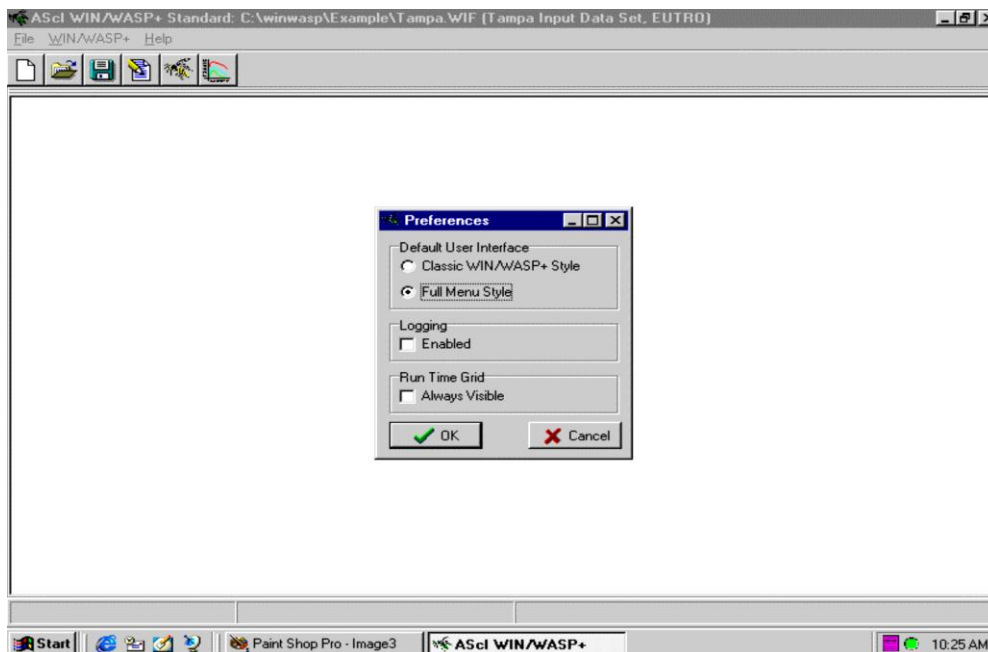 AScI WIN/WASP+ Standard: C:\winwasp\Example\Tampa.WIF (Tampa Input Data Set, EUTRO)
File WIN/WASP+ Help
Preferences
Default User Interface
Classic WIN/WASP+ Style
Full Menu Style
Logging
Enabled
Run Time Grid
Always Visible
OK Cancel
Start Paint Shop Pro - Image3 AScI WIN/WASP+ 10:25 AM